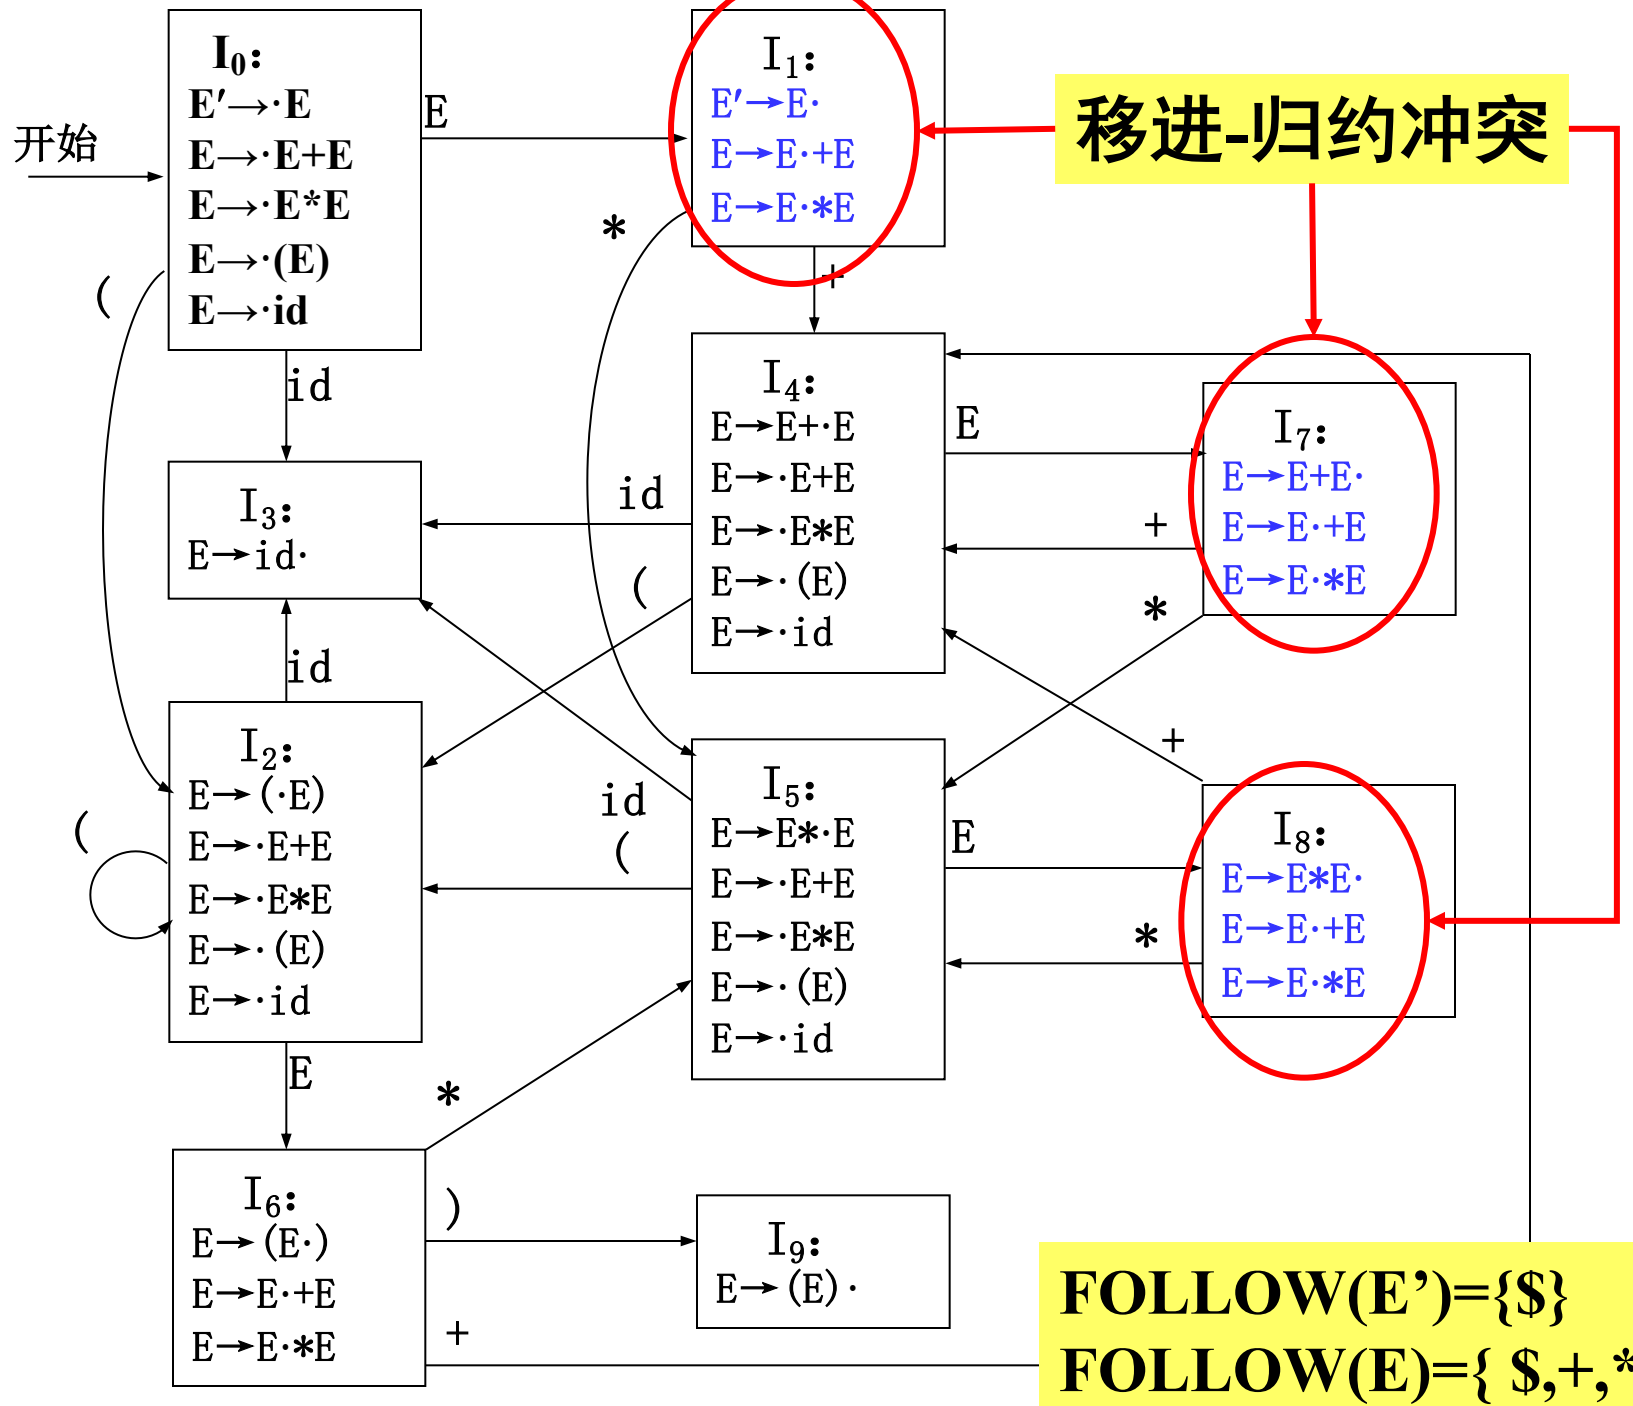 I₀:
E′→·E
E→·E+E
E→·E*E
E→·(E)
E→·id
开始
E
I₁:
E′→E·
E→E·+E
E→E·*E
移进-归约冲突
*
+
(
id
I₄:
E→E+·E
E→·E+E
E→·E*E
E→·(E)
E→·id
E
I₇:
E→E+E·
E→E·+E
E→E·*E
+
*
id
I₃:
E→id·
(
id
I₂:
E→(·E)
E→·E+E
E→·E*E
E→·(E)
E→·id
(
id
(
I₅:
E→E*·E
E→·E+E
E→·E*E
E→·(E)
E→·id
+
E
I₈:
E→E*E·
E→E·+E
E→E·*E
*
E
*
I₆:
E→(E·)
E→E·+E
E→E·*E
)
I₉:
E→(E)·
+
FOLLOW(E’)={$}
FOLLOW(E)={ $,+,*